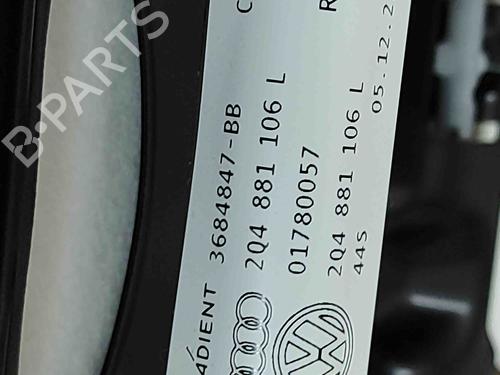 B-PARTS
ADIENT 3684847-BB
2Q4 881 106 L
01780057
2Q4 881 106 L
44S
05.12.2